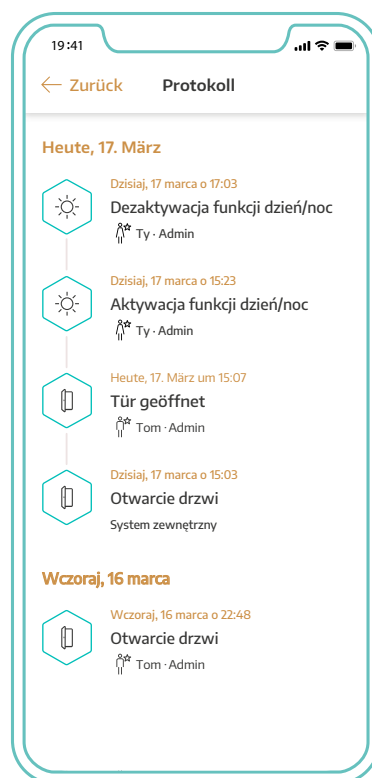 19:41
Zurück
Protokoll
Heute, 17. März
Dzisiaj, 17 marca o 17:03
Dezaktywacja funkcji dzień/noc
Ty · Admin
Dzisiaj, 17 marca o 15:23
Aktywacja funkcji dzień/noc
Ty · Admin
Heute, 17. März um 15:07
Tür geöffnet
Tom · Admin
Dzisiaj, 17 marca o 15:03
Otwarcie drzwi
System zewnętrzny
Wczoraj, 16 marca
Wczoraj, 16 marca o 22:48
Otwarcie drzwi
Tom · Admin